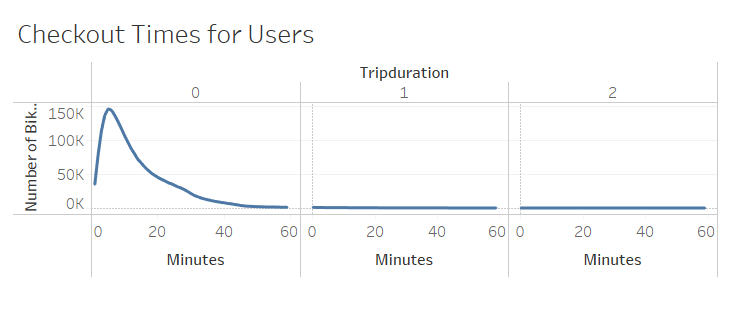 Checkout Times for Users
Tripduration
0 1 2
Number of Bik..
150K
100K
50K
0K
0 20 40 60 0 20 40 60 0 20 40 60
Minutes Minutes Minutes